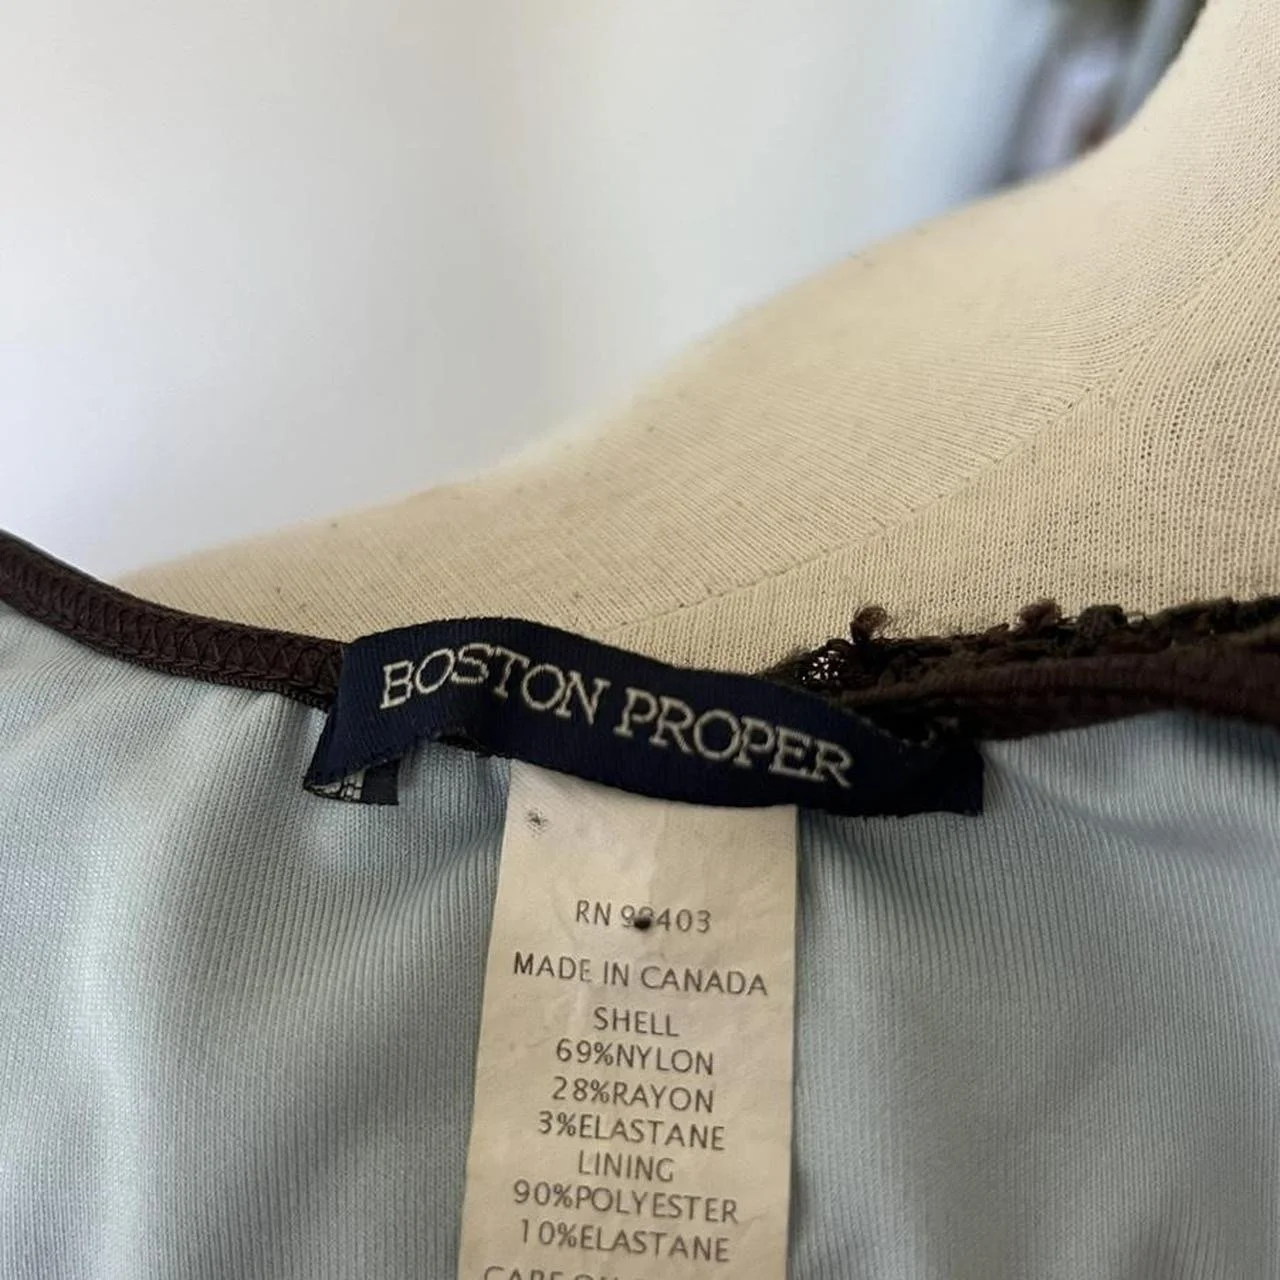 BOSTON PROPER
RN
MADE IN CANADA
SHELL
69%NYLON
28%RAYON
3%ELASTANE
LINING
90%POLYESTER
10%ELASTANE